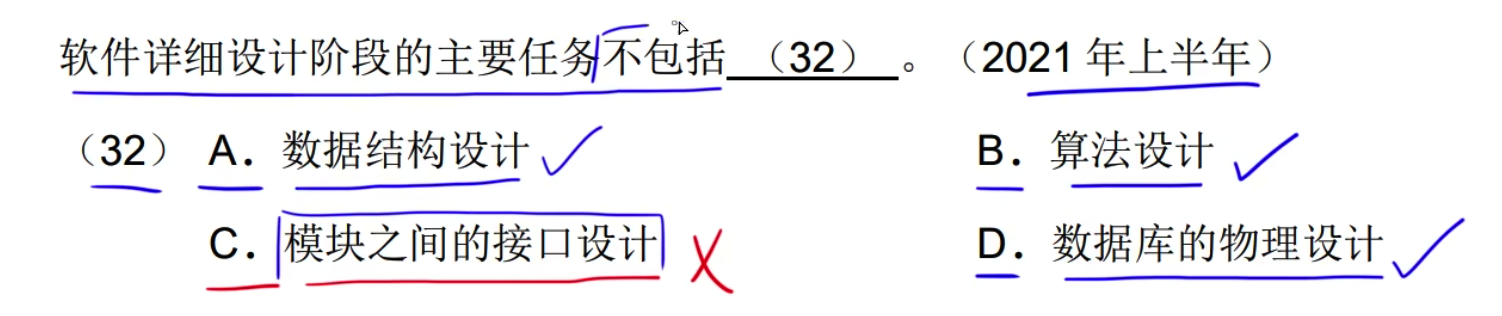 软件详细设计阶段的主要任务不包括（32）。（2021 年上半年）
（32） A． 数据结构设计 B． 算法设计
C． 模块之间的接口设计 D． 数据库的物理设计